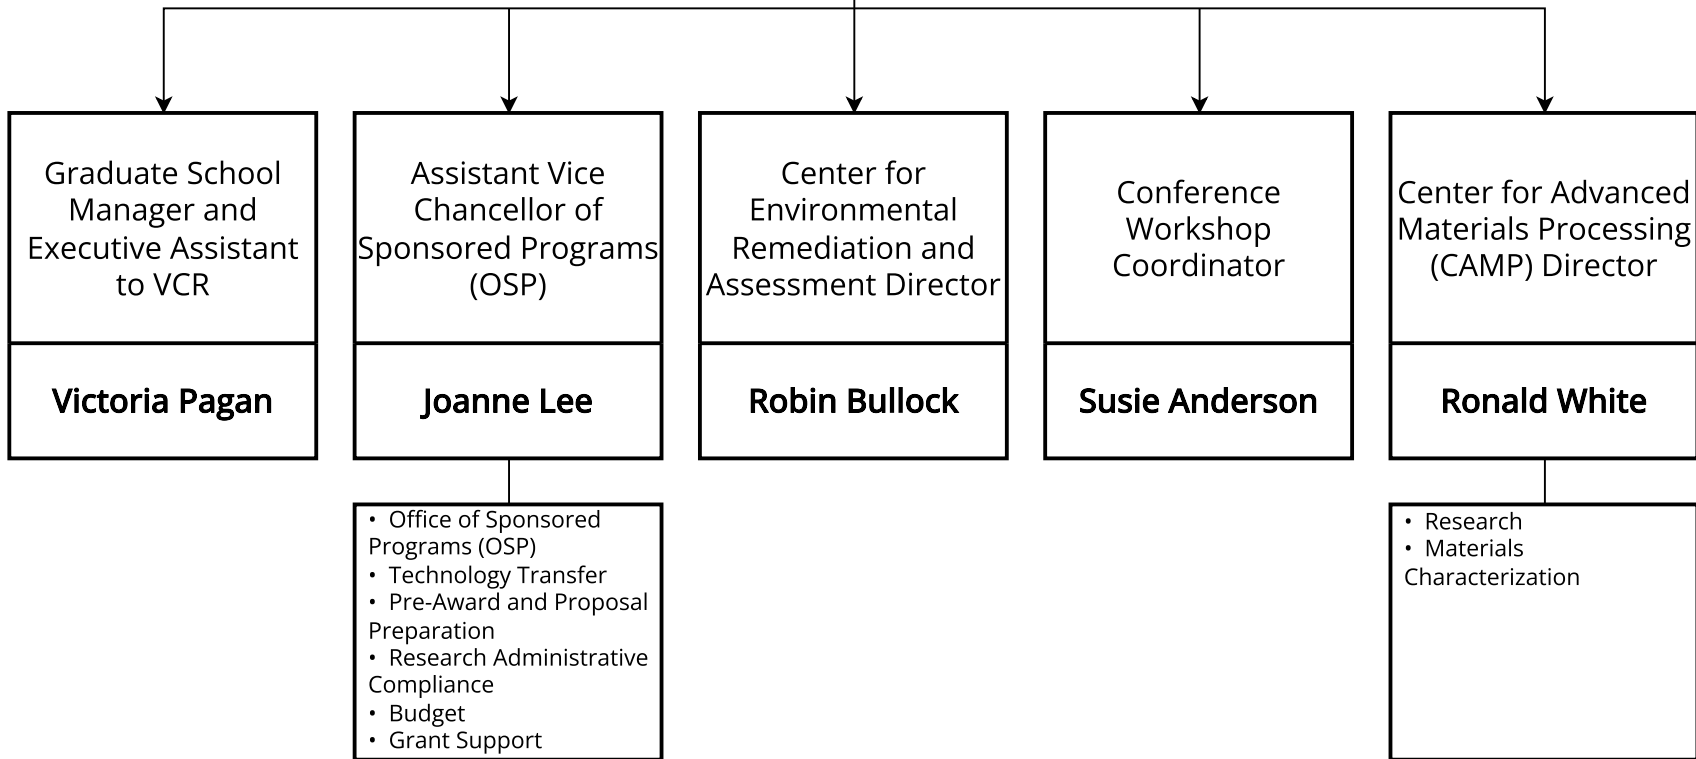 Graduate School
Manager and
Executive Assistant
to VCR
Victoria Pagan
Assistant Vice
Chancellor of
Sponsored Programs
(OSP)
Joanne Lee
• Office of Sponsored
Programs (OSP)
• Technology Transfer
• Pre-Award and Proposal
Preparation
• Research Administrative
Compliance
• Budget
• Grant Support
Center for
Environmental
Remediation and
Assessment Director
Robin Bullock
Conference
Workshop
Coordinator
Susie Anderson
Center for Advanced
Materials Processing
(CAMP) Director
Ronald White
• Research
• Materials
Characterization